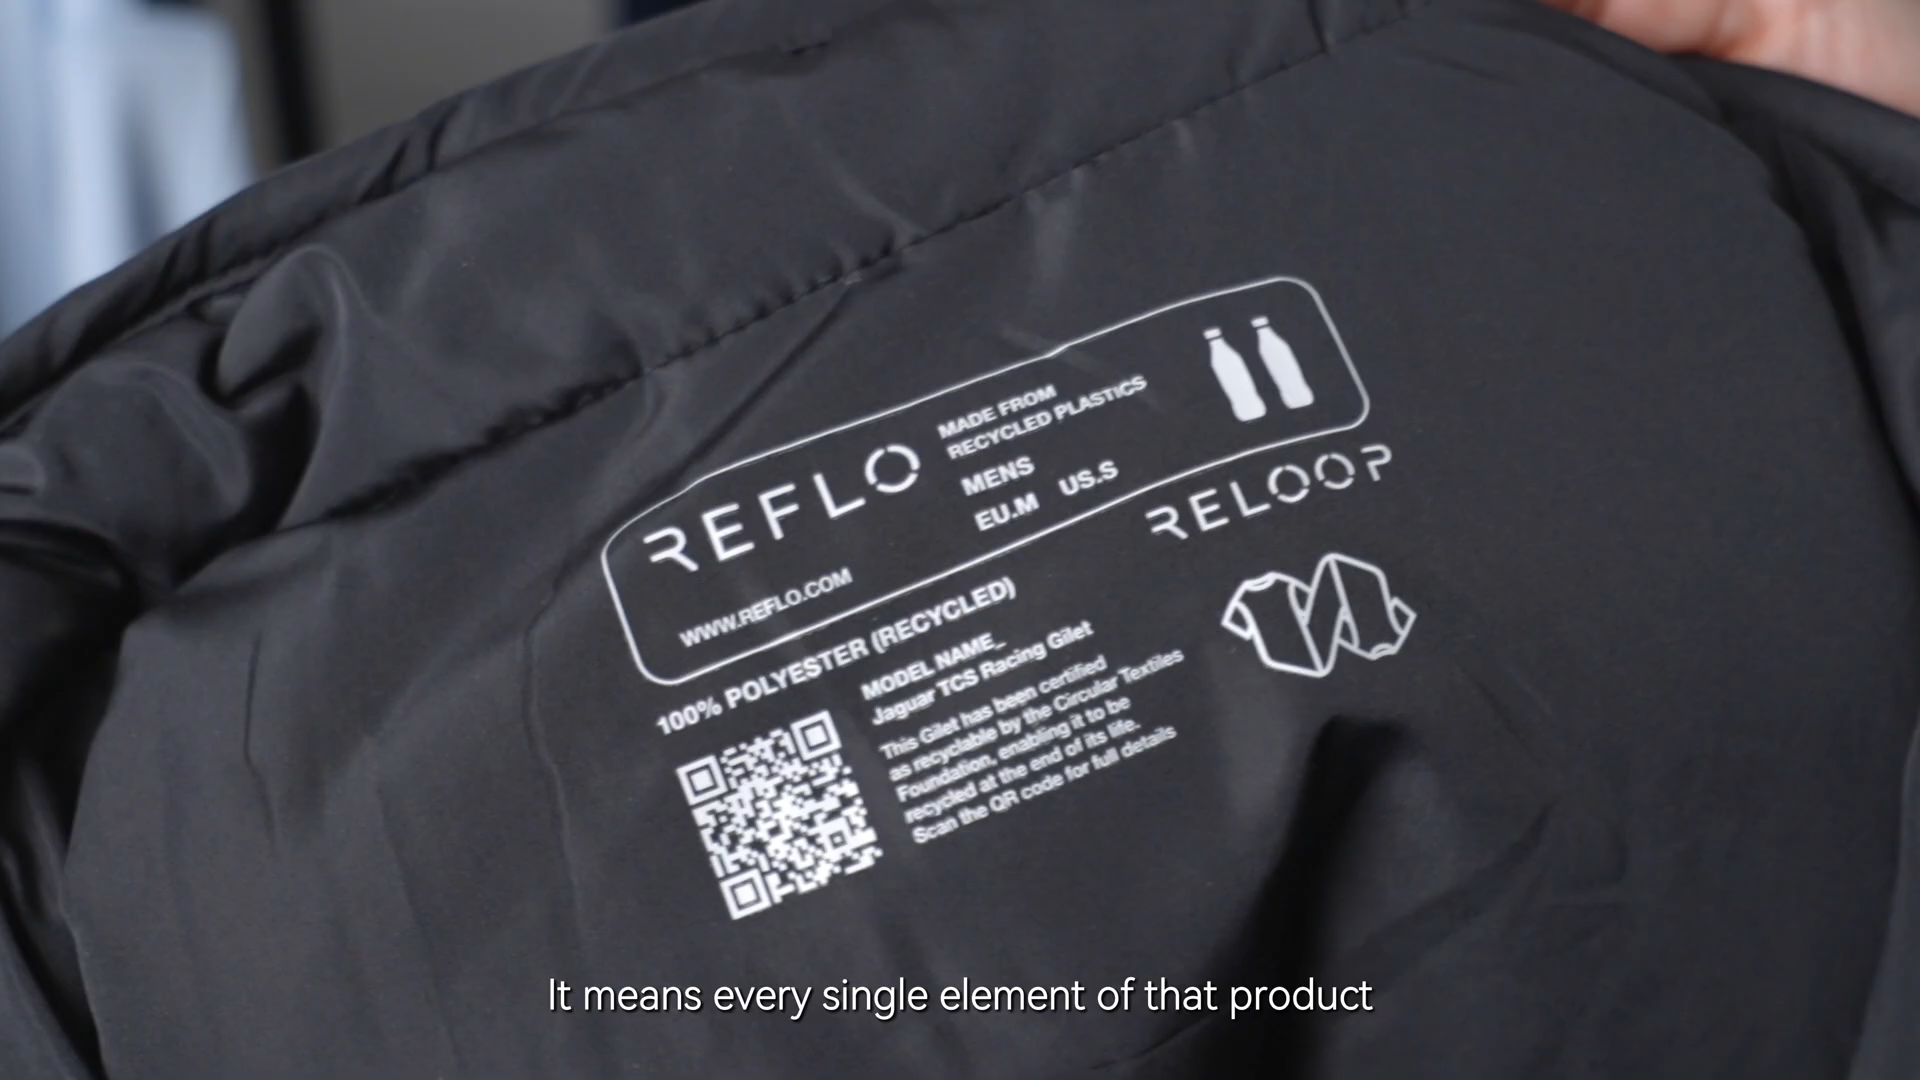 REFLO
MADE FROM
RECYCLED PLASTICS
MENS
EU.M US.S
WWW.REFLO.COM
RELOOP
100% POLYESTER (RECYCLED)
MODEL NAME_
Jaguar TCS Racing Gilet
This Gilet has been certified
as recyclable by the Circular Textiles
Foundation, enabling it to be
recycled at the end of its life.
Scan the QR code for full details
It means every single element of that product